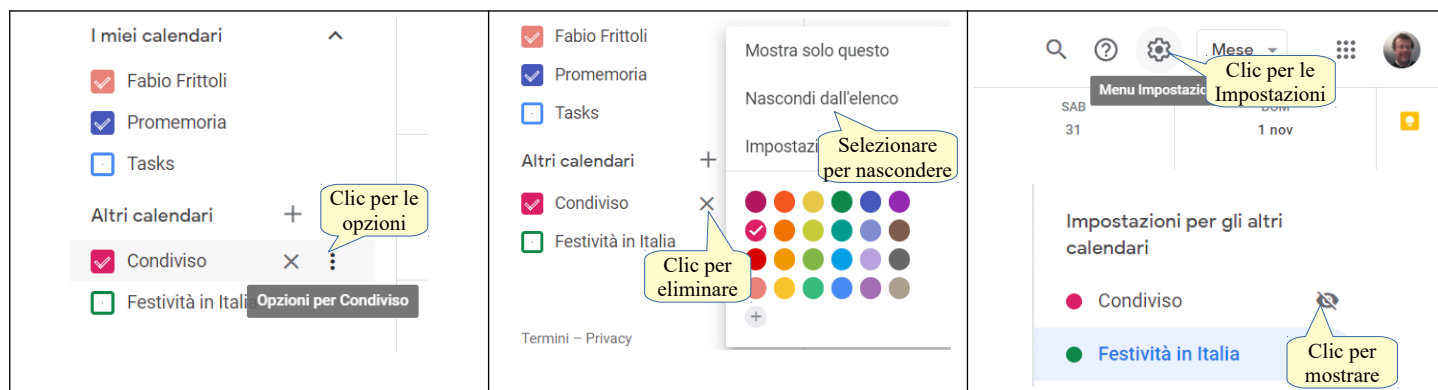 I miei calendari
Fabio Frittoli
Promemoria
Tasks
Altri calendari
Clic per le
opzioni
Condiviso
Festività in Itali
Opzioni per Condiviso
Fabio Frittoli
Promemoria
Tasks
Altri calendari
Condiviso
Festività in Italia
Clic per
eliminare
Termini – Privacy
Mostra solo questo
Nascondi dall'elenco
Impostazi
Selezionare
per nascondere
Mese
Clic per le
Impostazioni
Menu Impostazio
SAB
31
DOM
1 nov
Impostazioni per gli altri
calendari
Condiviso
Festività in Italia
Clic per
mostrare